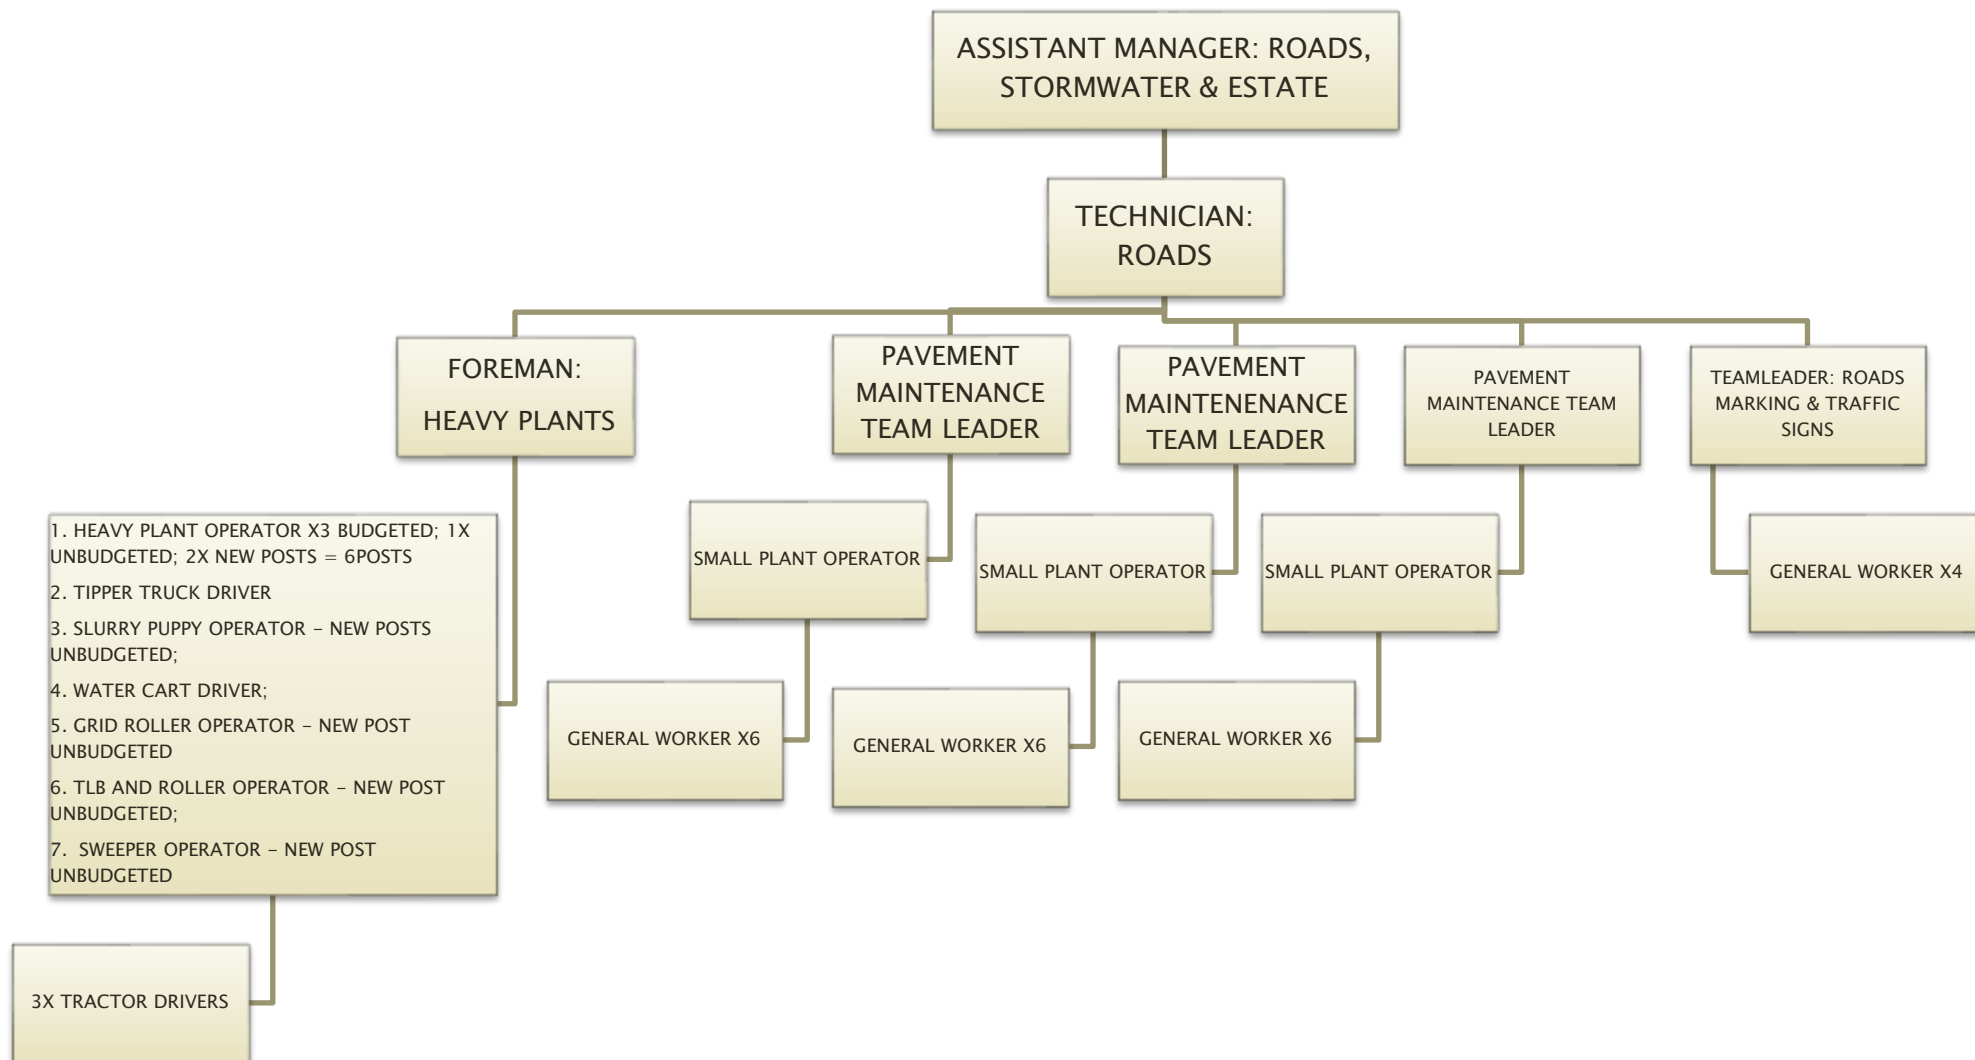 ASSISTANT MANAGER: ROADS,
STORMWATER & ESTATE
TECHNICIAN:
ROADS
FOREMAN:
HEAVY PLANTS
PAVEMENT
MAINTENANCE
TEAM LEADER
PAVEMENT
MAINTENENANCE
TEAM LEADER
PAVEMENT
MAINTENANCE TEAM
LEADER
TEAMLEADER: ROADS
MARKING & TRAFFIC
SIGNS
1. HEAVY PLANT OPERATOR X3 BUDGETED; 1X
UNBUDGETED; 2X NEW POSTS = 6POSTS
2. TIPPER TRUCK DRIVER
3. SLURRY PUPPY OPERATOR – NEW POSTS
UNBUDGETED;
4. WATER CART DRIVER;
5. GRID ROLLER OPERATOR – NEW POST
UNBUDGETED
6. TLB AND ROLLER OPERATOR – NEW POST
UNBUDGETED;
7. SWEEPER OPERATOR – NEW POST
UNBUDGETED
SMALL PLANT OPERATOR
SMALL PLANT OPERATOR
SMALL PLANT OPERATOR
GENERAL WORKER X4
GENERAL WORKER X6
GENERAL WORKER X6
GENERAL WORKER X6
3X TRACTOR DRIVERS